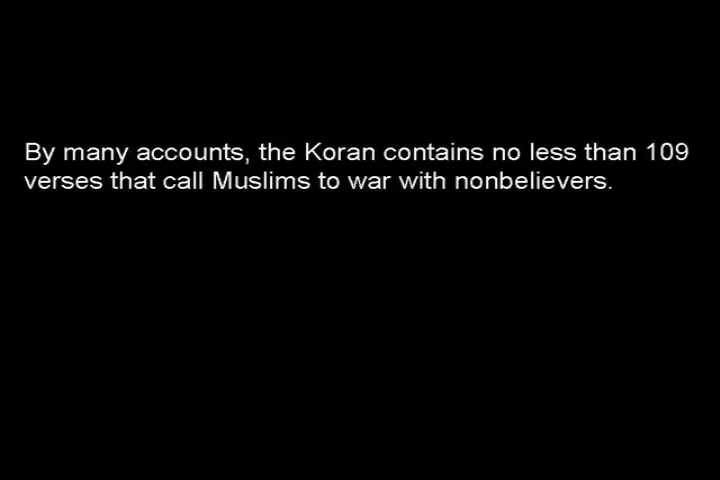 By many accounts, the Koran contains no less than 109
verses that call Muslims to war with nonbelievers.